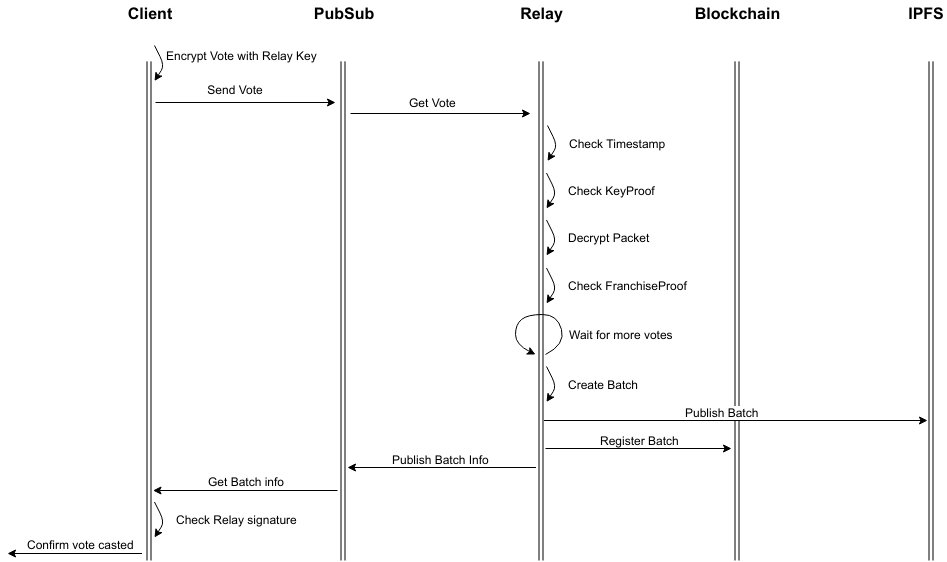 Client
PubSub
Relay
Blockchain
IPFS
Encrypt Vote with Relay Key
Send Vote
Get Vote
Check Timestamp
Check KeyProof
Decrypt Packet
Check FranchiseProof
Wait for more votes
Create Batch
Publish Batch
Register Batch
Publish Batch Info
Get Batch info
Check Relay signature
Confirm vote casted